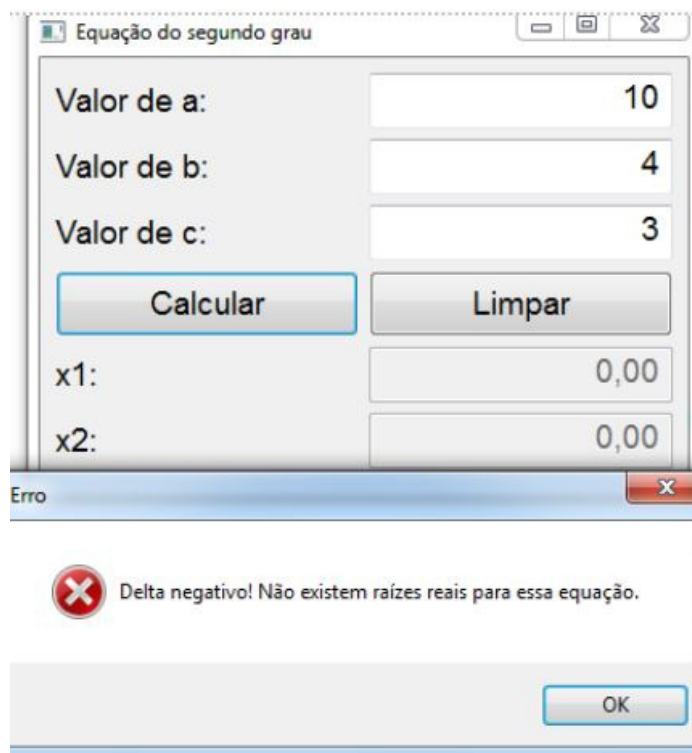 Equação do segundo grau
Valor de a: 10
Valor de b: 4
Valor de c: 3
Calcular Limpar
x1: 0,00
x2: 0,00
Erro
Delta negativo! Não existem raízes reais para essa equação.
OK